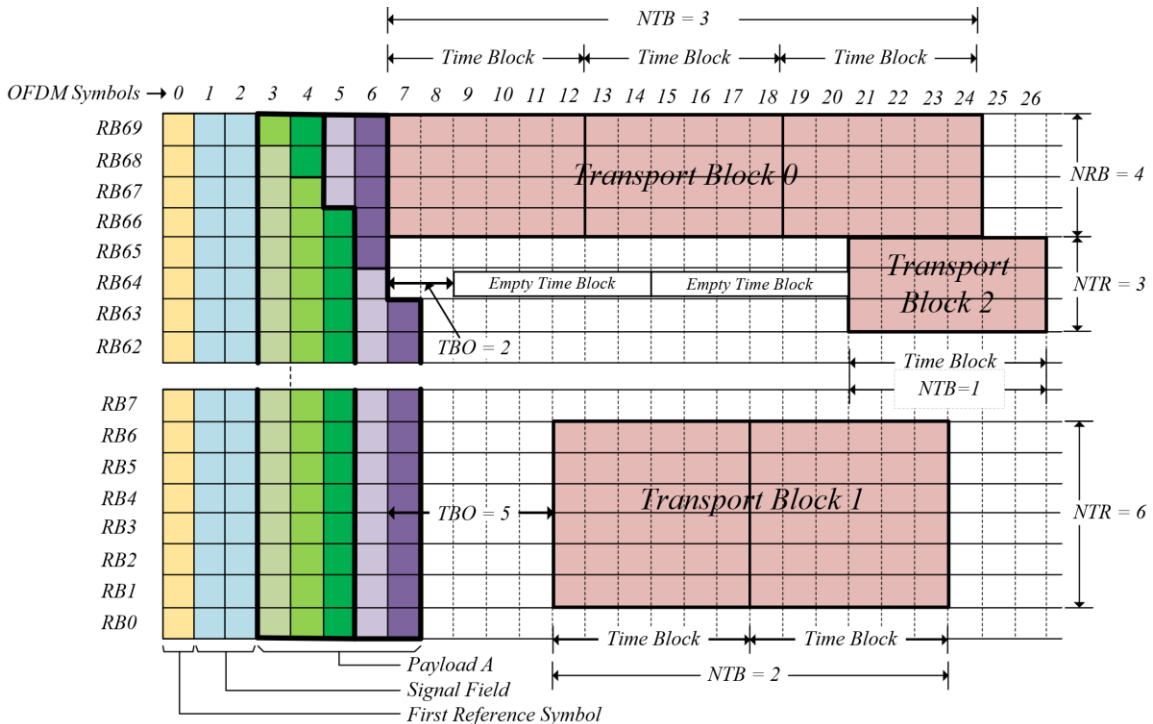 NTB = 3
Time Block Time Block Time Block
OFDM Symbols 0 1 2 3 4 5 6 7 8 9 10 11 12 13 14 15 16 17 18 19 20 21 22 23 24 25 26
RB69
RB68
Transport Block 0
NRB = 4
RB67
RB66
RB65
Transport
RB64
Empty Time Block Empty Time Block
Block 2
NTR = 3
RB63
RB62
TBO = 2
Time Block
NTB=1
RB7
RB6
RB5
RB4
Transport Block 1
NTR = 6
RB3
TBO = 5
RB2
RB1
RB0
Time Block Time Block
Payload A
NTB = 2
Signal Field
First Reference Symbol